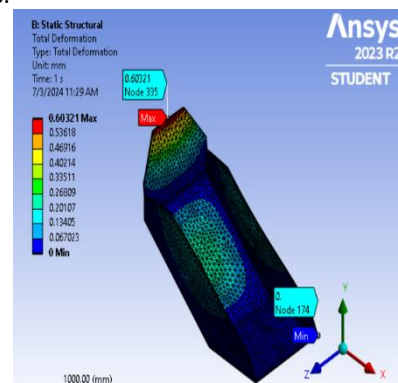 B: Static Structural
Total Deformation
Type: Total Deformation
Unit: mm
Time: 1 s
7/3/2024 11:29 AM
0.60321 Max
0.53618
0.46916
0.40214
0.33511
0.26809
0.20107
0.13405
0.067023
0 Min
0.60321
Node 335
Max
Ansys
2023 R2
STUDENT
0.
Node 174
Min
Y
Z
X
1000.00 (mm)